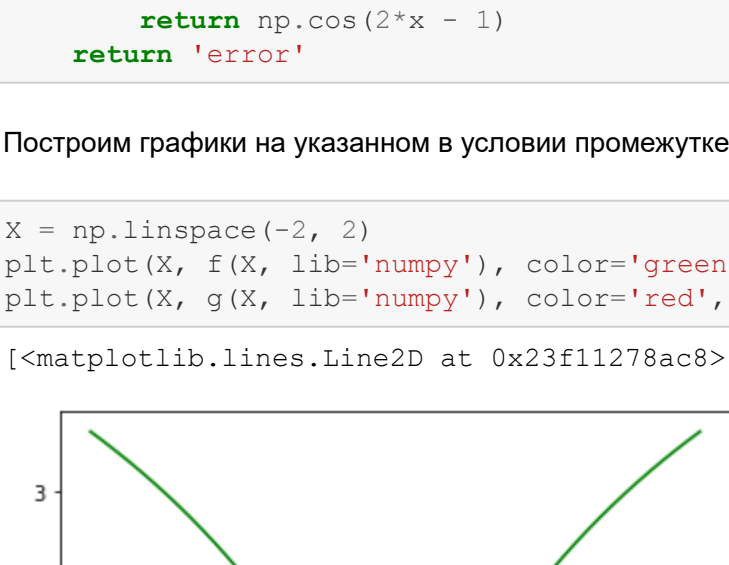 return np.cos(2*x - 1)
return 'error'
Построим графики на указанном в условии промежутке
X = np.linspace(-2, 2)
plt.plot(X, f(X, lib='numpy'), color='green
plt.plot(X, g(X, lib='numpy'), color='red',
[<matplotlib.lines.Line2D at 0x23f11278ac8>
3